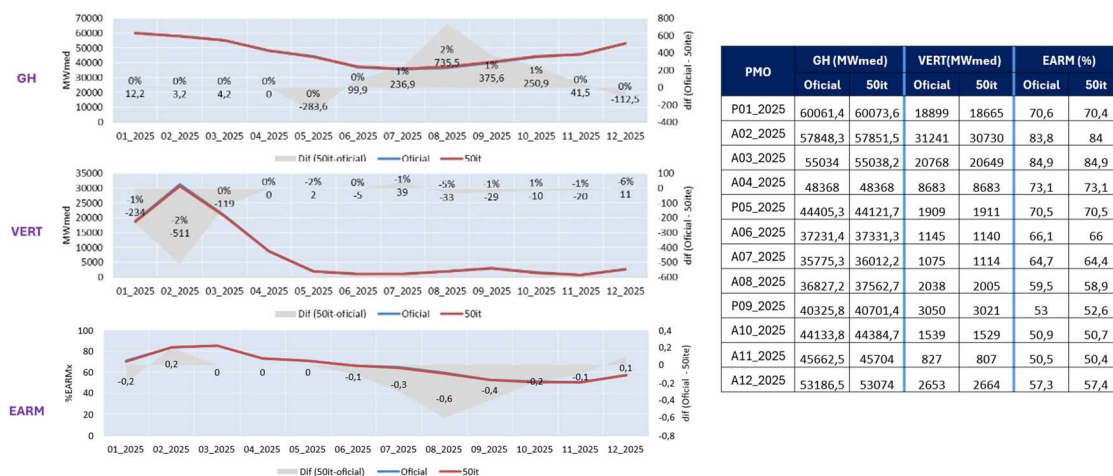 GH
70000
60000
50000
40000
30000
20000
10000
0
MWmed
0% 0% 0% 0% 0% 0% 1% 2% 1% 1% 0% 0%
12,2 3,2 4,2 0 -283,6 99,9 236,9 735,5 375,6 250,9 41,5 -112,5
800
600
400
200
0
-200
-400
dif (Oficial - 50ite)
01_2025 02_2025 03_2025 04_2025 05_2025 06_2025 07_2025 08_2025 09_2025 10_2025 11_2025 12_2025
Dif (50it-oficial) Oficial 50it
VERT
35000
30000
25000
20000
15000
10000
5000
0
MWmed
-1% -2% 0% 0% -2% 0% -1% -5% -1% 1% -1% -6%
-234 -511 -119 0 2 -5 39 -33 -29 -10 -20 11
100
0
-100
-200
-300
-400
-500
-600
dif (Oficial - 50ite)
01_2025 02_2025 03_2025 04_2025 05_2025 06_2025 07_2025 08_2025 09_2025 10_2025 11_2025 12_2025
Dif (50it-oficial) Oficial 50it
EARM
100
80
60
40
20
0
%EARMx
-0,2 0,2 0 0 0 -0,1 -0,3 -0,6 -0,4 -0,2 -0,1 0,1
0,4
0,2
0
-0,2
-0,4
-0,6
-0,8
dif (Oficial - 50ite)
01_2025 02_2025 03_2025 04_2025 05_2025 06_2025 07_2025 08_2025 09_2025 10_2025 11_2025 12_2025
Dif (50it-oficial) Oficial 50it
PMO GH (MWmed) VERT(MWmed) EARM (%)
Oficial 50it Oficial 50it Oficial 50it
P01_2025 60061,4 60073,6 18899 18665 70,6 70,4
A02_2025 57848,3 57851,5 31241 30730 83,8 84
A03_2025 55034 55038,2 20768 20649 84,9 84,9
A04_2025 48368 48368 8683 8683 73,1 73,1
P05_2025 44405,3 44121,7 1909 1911 70,5 70,5
A06_2025 37231,4 37331,3 1145 1140 66,1 66
A07_2025 35775,3 36012,2 1075 1114 64,7 64,4
A08_2025 36827,2 37562,7 2038 2005 59,5 58,9
P09_2025 40325,8 40701,4 3050 3021 53 52,6
A10_2025 44133,8 44384,7 1539 1529 50,9 50,7
A11_2025 45662,5 45704 827 807 50,5 50,4
A12_2025 53186,5 53074 2653 2664 57,3 57,4